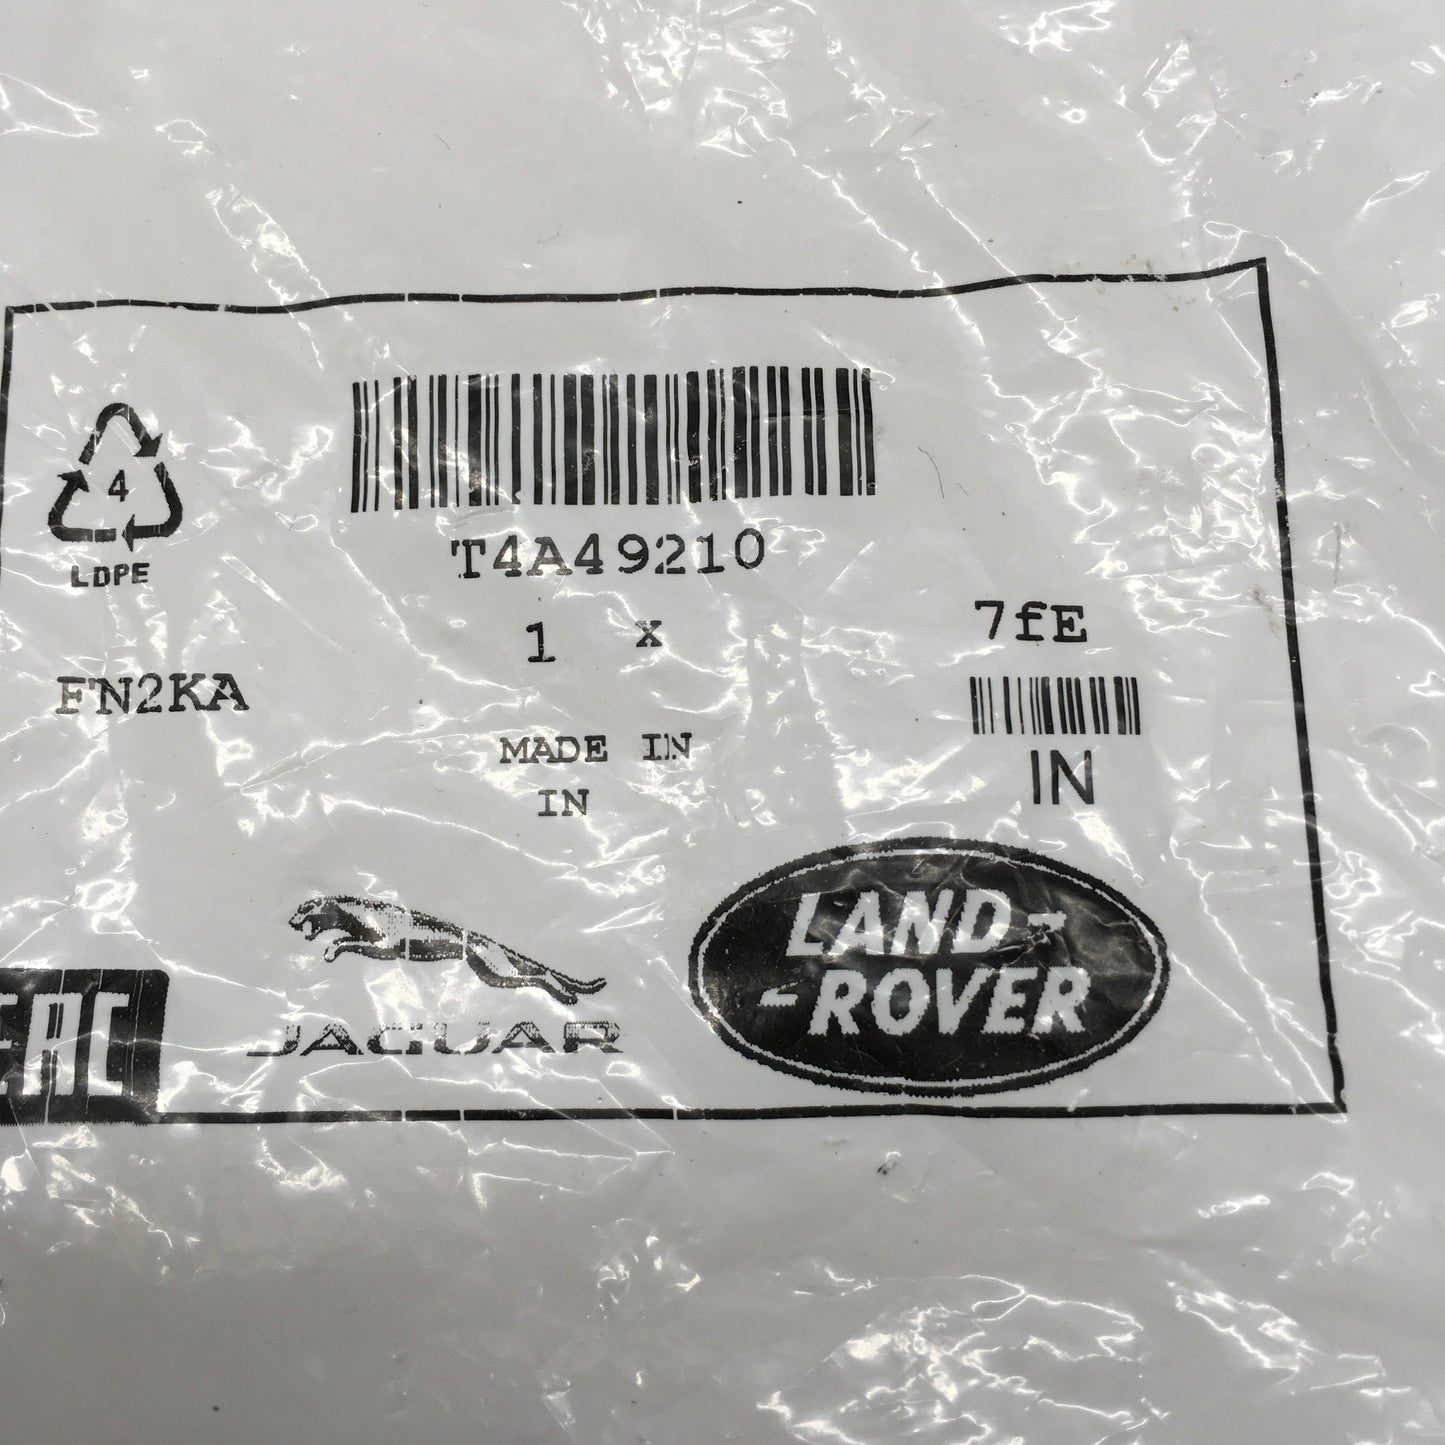 4
LDPE
T4A49210
1 x
7fE
FN2KA
MADE IN
IN
IN
LAND-
-ROVER
JAGUAR
EAC